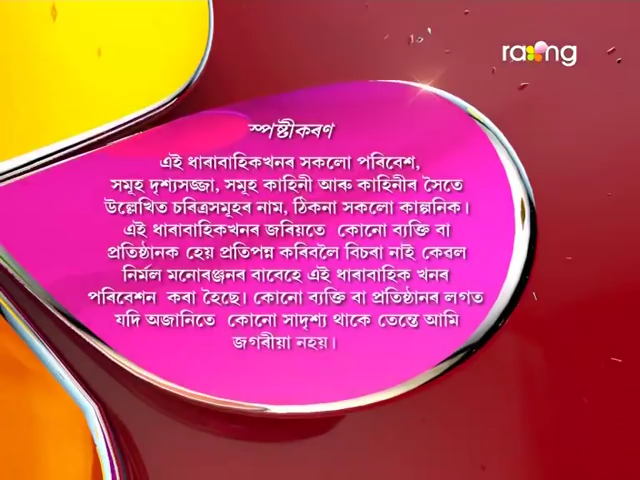 rang
স্পষ্টীকৰণ
এই ধাৰাবাহিকখনৰ সকলো পৰিবেশ,
সমূহ দৃশ্যসজ্জা, সমূহ কাহিনী আৰু কাহিনীৰ সৈতে
উল্লেখিত চৰিত্ৰসমূহৰ নাম, ঠিকনা সকলো কাল্পনিক।
এই ধাৰাবাহিকখনৰ জৰিয়তে কোনো ব্যক্তি বা
প্ৰতিষ্ঠানক হেয় প্ৰতিপন্ন কৰিবলৈ বিচৰা নাই কেৱল
নিৰ্মল মনোৰঞ্জনৰ বাবেহে এই ধাৰাবাহিক খনৰ
পৰিবেশন কৰা হৈছে। কোনো ব্যক্তি বা প্ৰতিষ্ঠানৰ লগত
যদি অজানিতে কোনো সাদৃশ্য থাকে তেন্তে আমি
জগৰীয়া নহয়।